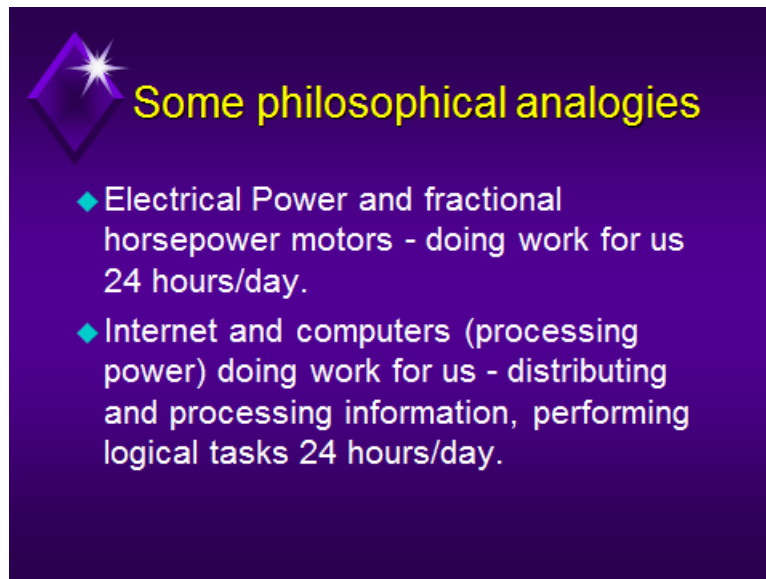 Some philosophical analogies
Electrical Power and fractional
horsepower motors - doing work for us
24 hours/day.
Internet and computers (processing
power) doing work for us - distributing
and processing information, performing
logical tasks 24 hours/day.